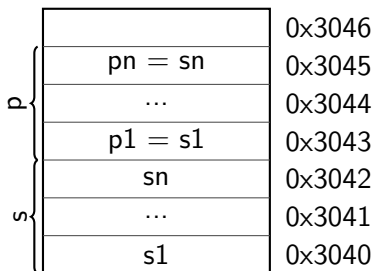 0x3046
pn = sn 0x3045
... 0x3044
p
p1 = s1 0x3043
sn 0x3042
s
... 0x3041
s1 0x3040